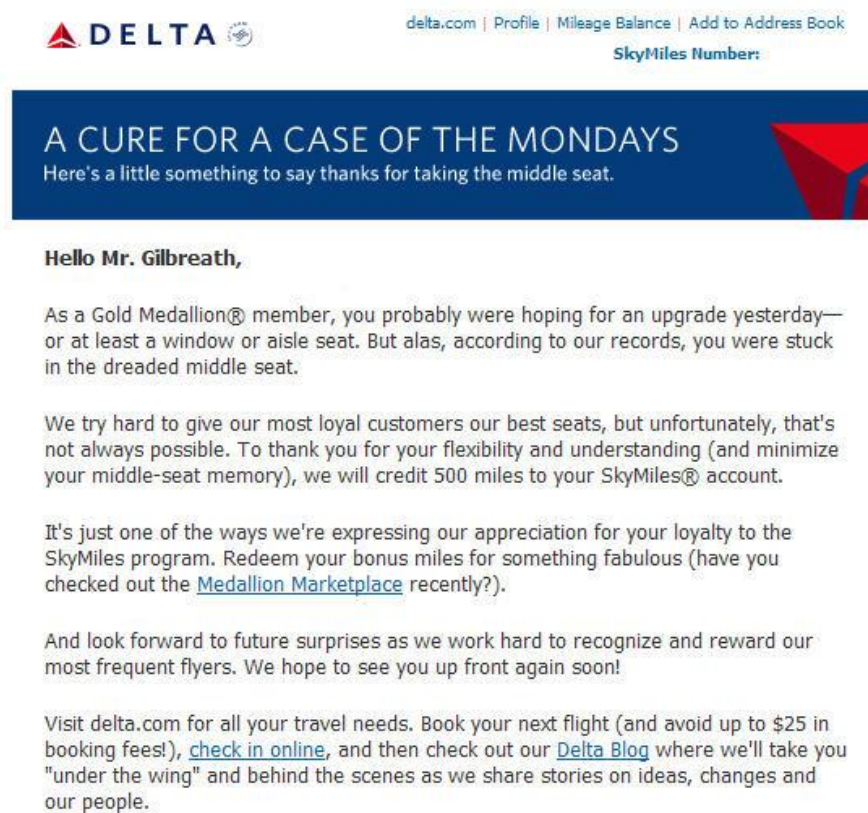 DELTA
delta.com | Profile | Mileage Balance | Add to Address Book
SkyMiles Number:
A CURE FOR A CASE OF THE MONDAYS
Here's a little something to say thanks for taking the middle seat.
Hello Mr. Gilbreath,
As a Gold Medallion® member, you probably were hoping for an upgrade yesterday—
or at least a window or aisle seat. But alas, according to our records, you were stuck
in the dreaded middle seat.
We try hard to give our most loyal customers our best seats, but unfortunately, that's
not always possible. To thank you for your flexibility and understanding (and minimize
your middle-seat memory), we will credit 500 miles to your SkyMiles® account.
It's just one of the ways we're expressing our appreciation for your loyalty to the
SkyMiles program. Redeem your bonus miles for something fabulous (have you
checked out the Medallion Marketplace recently?).
And look forward to future surprises as we work hard to recognize and reward our
most frequent flyers. We hope to see you up front again soon!
Visit delta.com for all your travel needs. Book your next flight (and avoid up to $25 in
booking fees!), check in online, and then check out our Delta Blog where we'll take you
"under the wing" and behind the scenes as we share stories on ideas, changes and
our people.